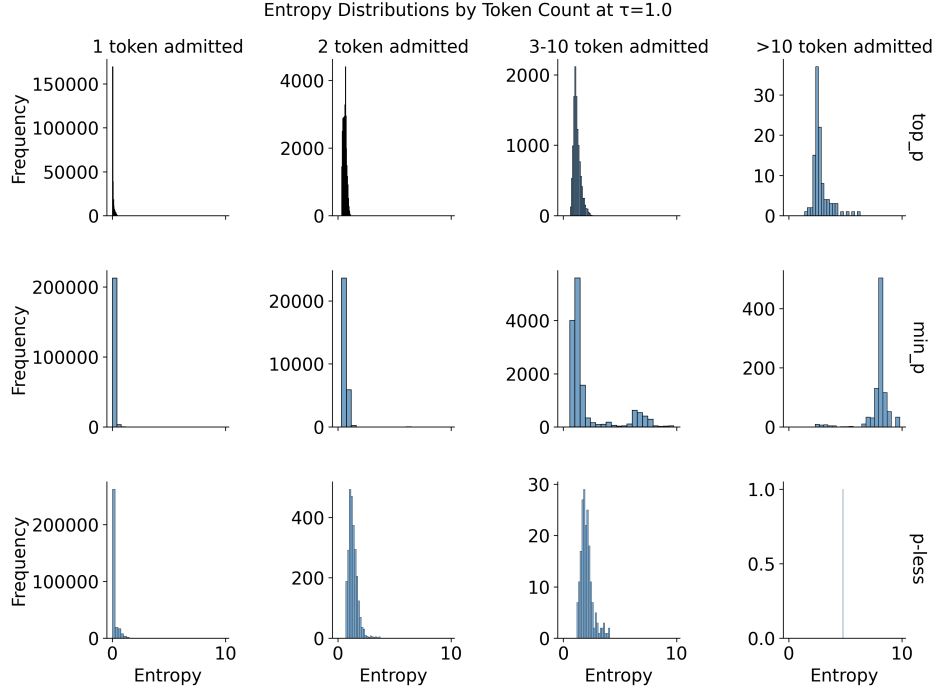 Entropy Distributions by Token Count at τ=1.0
1 token admitted
2 token admitted
3-10 token admitted
>10 token admitted
Frequency
150000
100000
50000
0
4000
2000
0
2000
1000
0
30
20
10
0
top_p
Frequency
200000
100000
0
20000
10000
0
4000
2000
0
400
200
0
min_p
Frequency
200000
100000
0
0 10
Entropy
400
200
0
0 10
Entropy
30
20
10
0
0 10
Entropy
1.0
0.5
0.0
0 10
Entropy
p-less